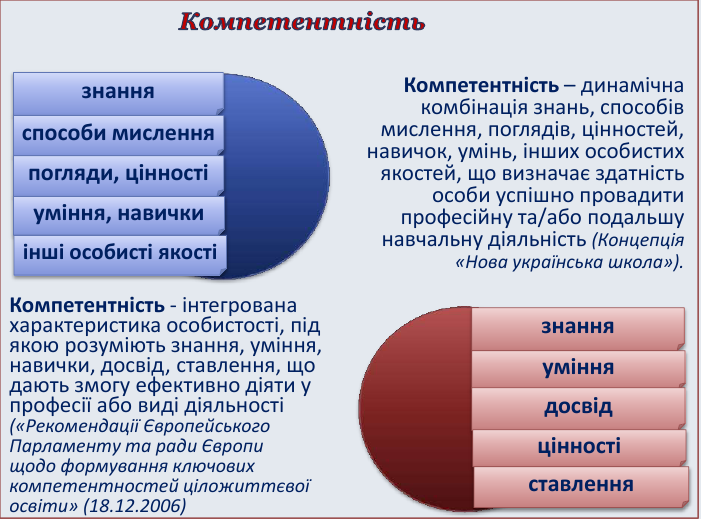 Компетентність
знання
способи мислення
погляди, цінності
уміння, навички
інші особисті якості
Компетентність – динамічна
комбінація знань, способів
мислення, поглядів, цінностей,
навичок, умінь, інших особистих
якостей, що визначає здатність
особи успішно провадити
професійну та/або подальшу
навчальну діяльність (Концепція
«Нова українська школа»).
Компетентність - інтегрована
характеристика особистості, під
якою розуміють знання, уміння,
навички, досвід, ставлення, що
дають змогу ефективно діяти у
професії або виді діяльності
(«Рекомендації Європейського
Парламенту та ради Європи
щодо формування ключових
компетентностей ціложиттєвої
освіти» (18.12.2006)
знання
уміння
досвід
цінності
ставлення